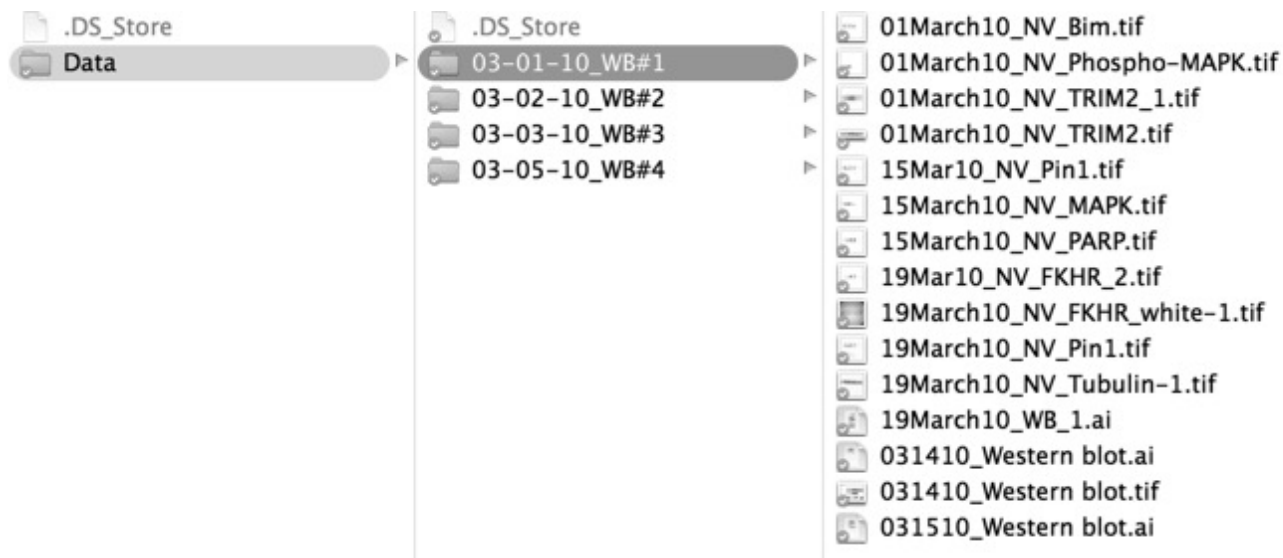 .DS_Store
Data
.DS_Store
03-01-10_WB#1
03-02-10_WB#2
03-03-10_WB#3
03-05-10_WB#4
01March10_NV_Bim.tif
01March10_NV_Phospho-MAPK.tif
01March10_NV_TRIM2_1.tif
01March10_NV_TRIM2.tif
15Mar10_NV_Pin1.tif
15March10_NV_MAPK.tif
15March10_NV_PARP.tif
19Mar10_NV_FKHR_2.tif
19March10_NV_FKHR_white-1.tif
19March10_NV_Pin1.tif
19March10_NV_Tubulin-1.tif
19March10_WB_1.ai
031410_Western blot.ai
031410_Western blot.tif
031510_Western blot.ai